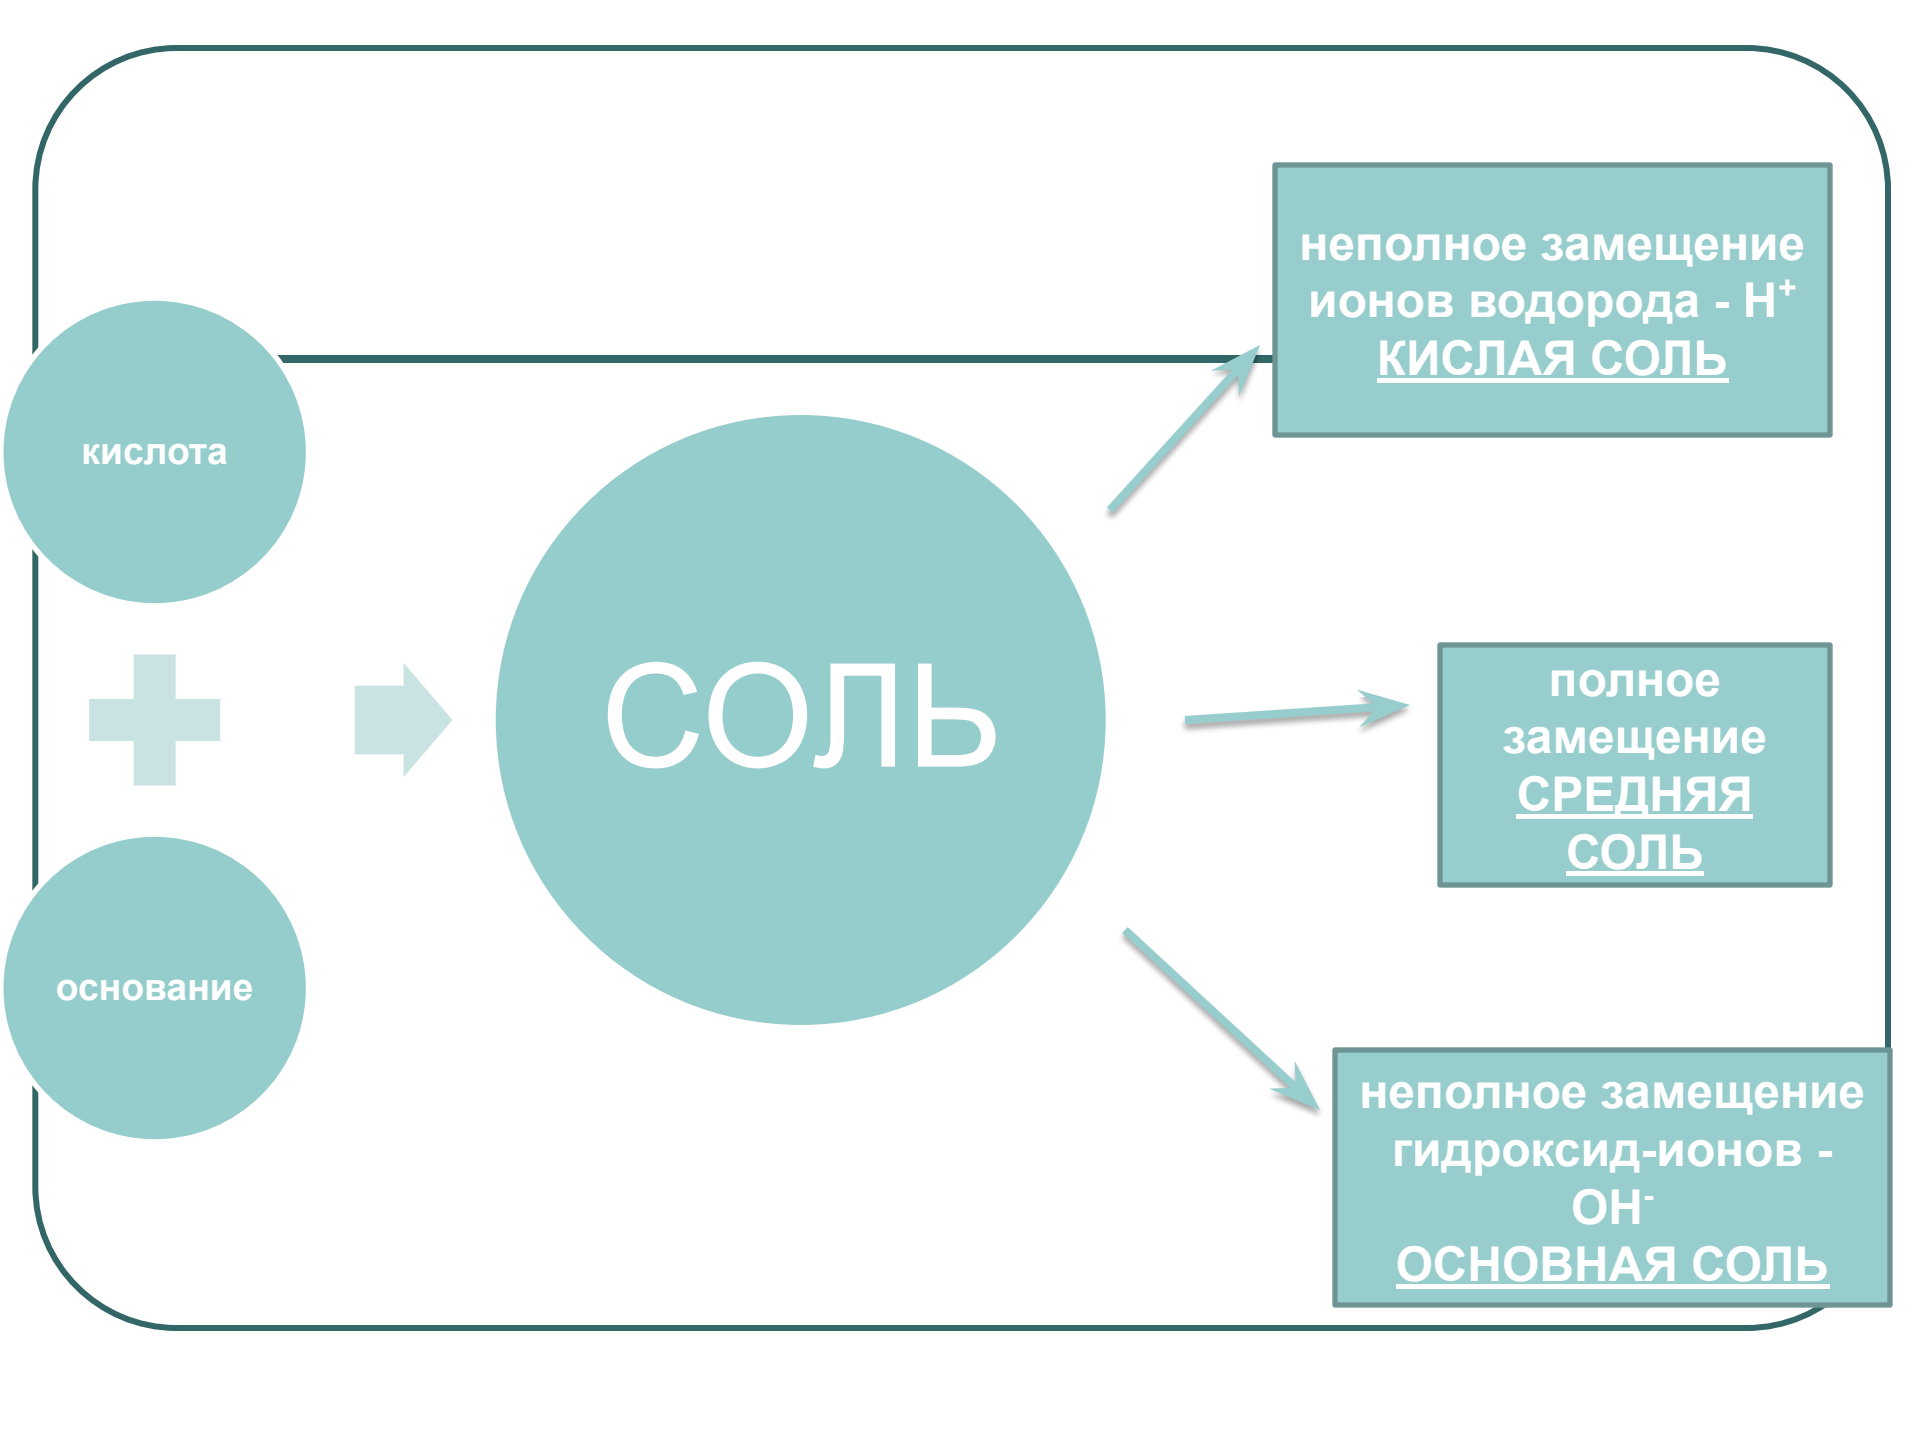 кислота
основание
СОЛЬ
неполное замещение
ионов водорода - Н⁺
КИСЛАЯ СОЛЬ
полное
замещение
СРЕДНЯЯ
СОЛЬ
неполное замещение
гидроксид-ионов -
ОН⁻
ОСНОВНАЯ СОЛЬ